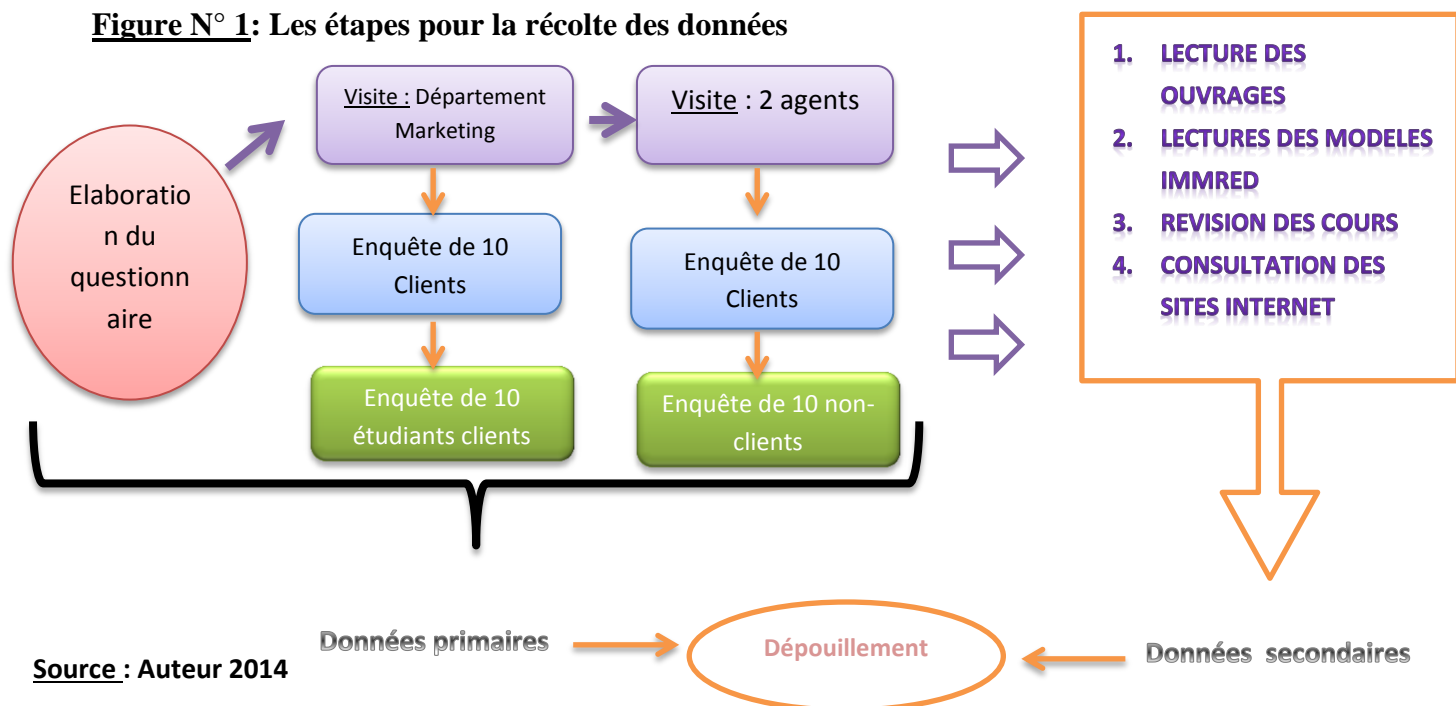 Figure N° 1: Les étapes pour la récolte des données
Elaboratio
n du
questionn
aire
Visite : Département
Marketing
Visite : 2 agents
Enquête de 10
Clients
Enquête de 10
Clients
Enquête de 10
étudiants clients
Enquête de 10 non-
clients
1. LECTURE DES
OUVRAGES
2. LECTURES DES MODELES
IMMRED
3. REVISION DES COURS
4. CONSULTATION DES
SITES INTERNET
Données primaires
Dépouillement
Données secondaires
Source : Auteur 2014